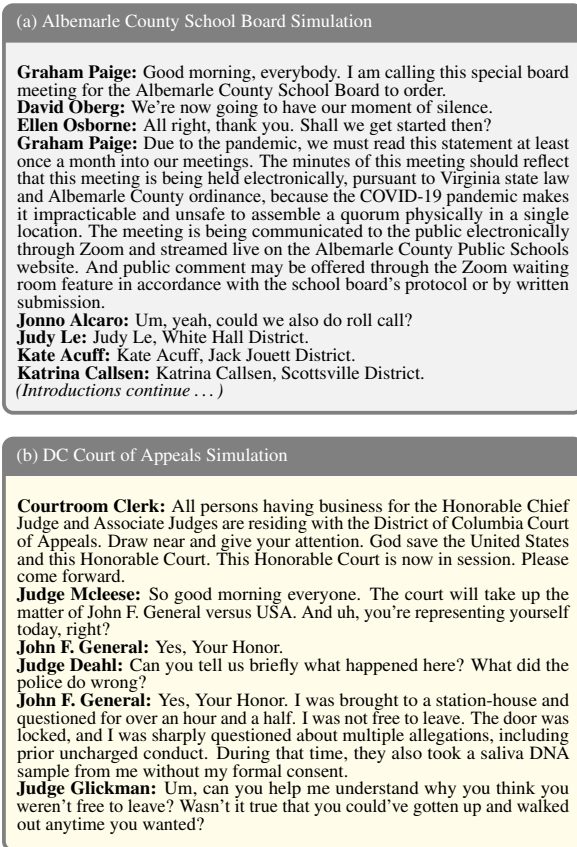 (a) Albemarle County School Board Simulation
Graham Paige: Good morning, everybody. I am calling this special board
meeting for the Albemarle County School Board to order.
David Oberg: We're now going to have our moment of silence.
Ellen Osborne: All right, thank you. Shall we get started then?
Graham Paige: Due to the pandemic, we must read this statement at least
once a month into our meetings. The minutes of this meeting should reflect
that this meeting is being held electronically, pursuant to Virginia state law
and Albemarle County ordinance, because the COVID-19 pandemic makes
it impracticable and unsafe to assemble a quorum physically in a single
location. The meeting is being communicated to the public electronically
through Zoom and streamed live on the Albemarle County Public Schools
website. And public comment may be offered through the Zoom waiting
room feature in accordance with the school board's protocol or by written
submission.
Jonno Alcaro: Um, yeah, could we also do roll call?
Judy Le: Judy Le, White Hall District.
Kate Acuff: Kate Acuff, Jack Jouett District.
Katrina Callsen: Katrina Callsen, Scottsville District.
(Introductions continue . . . )
(b) DC Court of Appeals Simulation
Courtroom Clerk: All persons having business for the Honorable Chief
Judge and Associate Judges are residing with the District of Columbia Court
of Appeals. Draw near and give your attention. God save the United States
and this Honorable Court. This Honorable Court is now in session. Please
come forward.
Judge Mcleese: So good morning everyone. The court will take up the
matter of John F. General versus USA. And uh, you're representing yourself
today, right?
John F. General: Yes, Your Honor.
Judge Deahl: Can you tell us briefly what happened here? What did the
police do wrong?
John F. General: Yes, Your Honor. I was brought to a station-house and
questioned for over an hour and a half. I was not free to leave. The door was
locked, and I was sharply questioned about multiple allegations, including
prior uncharged conduct. During that time, they also took a saliva DNA
sample from me without my formal consent.
Judge Glickman: Um, can you help me understand why you think you
weren't free to leave? Wasn't it true that you could've gotten up and walked
out anytime you wanted?